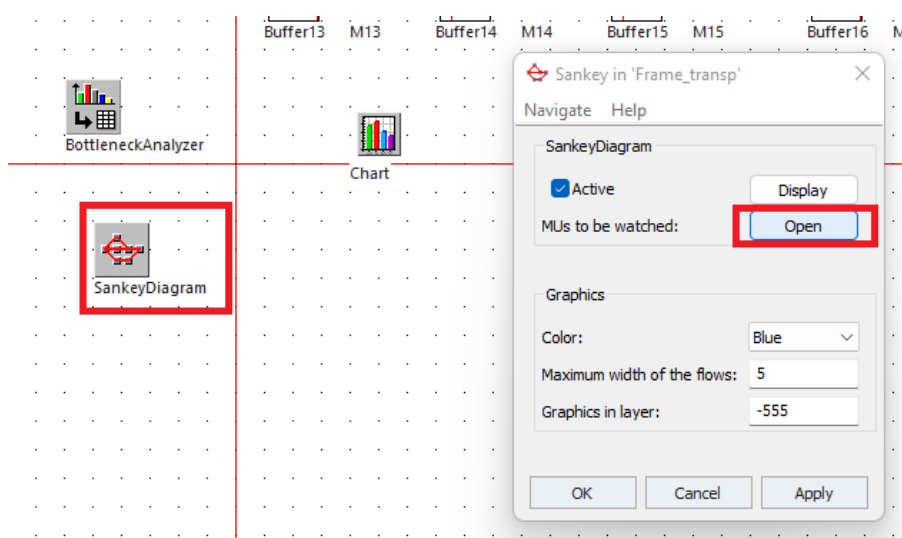 Buffer13 M13 Buffer14 M14 Buffer15 M15 Buffer16
BottleneckAnalyzer
Chart
SankeyDiagram
Sankey in 'Frame_transp'
Navigate Help
SankeyDiagram
Active Display
MUs to be watched: Open
Graphics
Color: Blue
Maximum width of the flows: 5
Graphics in layer: -555
OK Cancel Apply